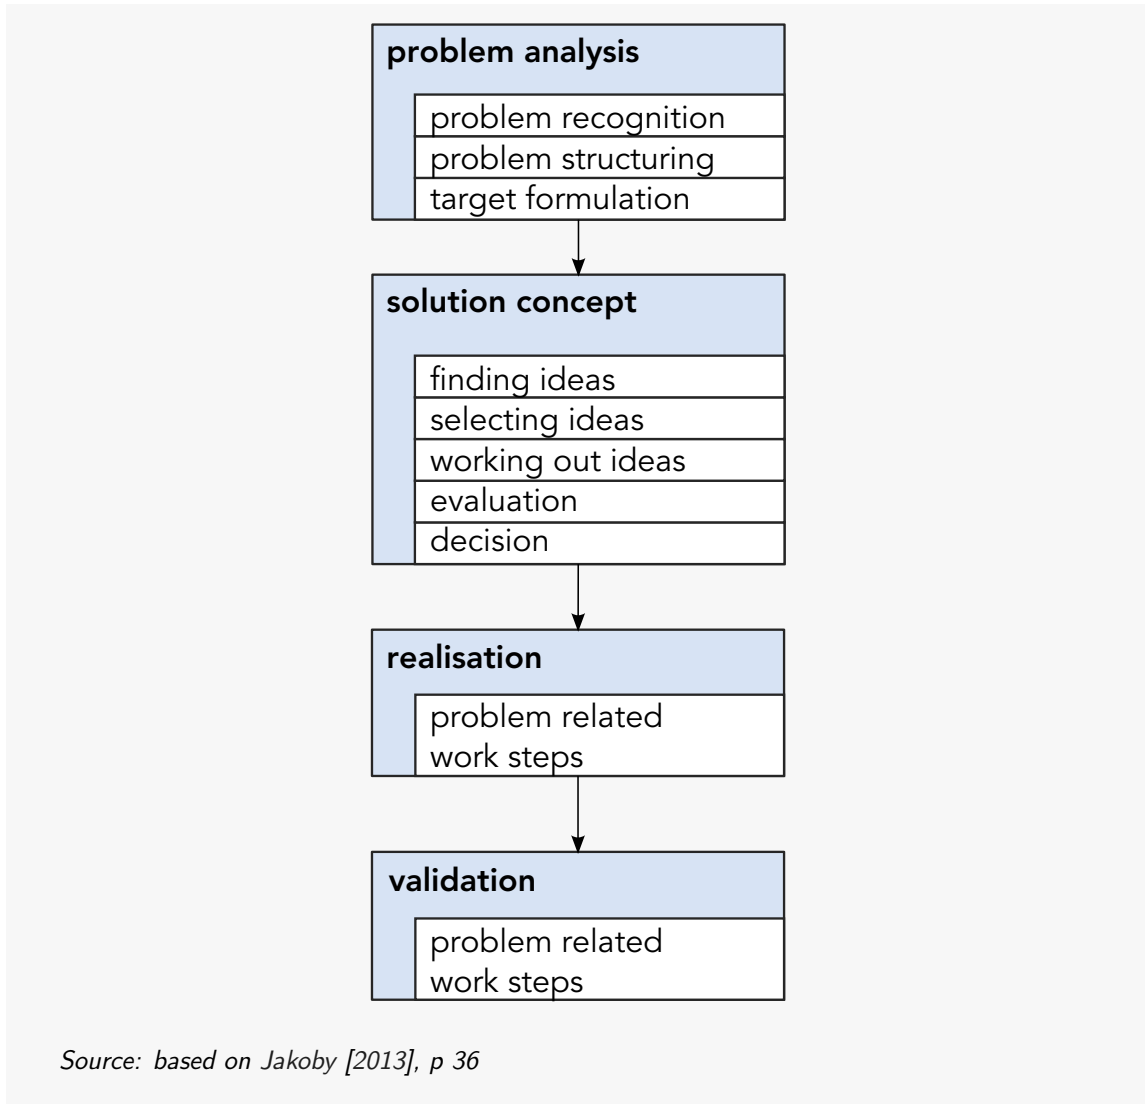 problem analysis
problem recognition
problem structuring
target formulation
solution concept
finding ideas
selecting ideas
working out ideas
evaluation
decision
realisation
problem related
work steps
validation
problem related
work steps
Source: based on Jakoby [2013], p 36